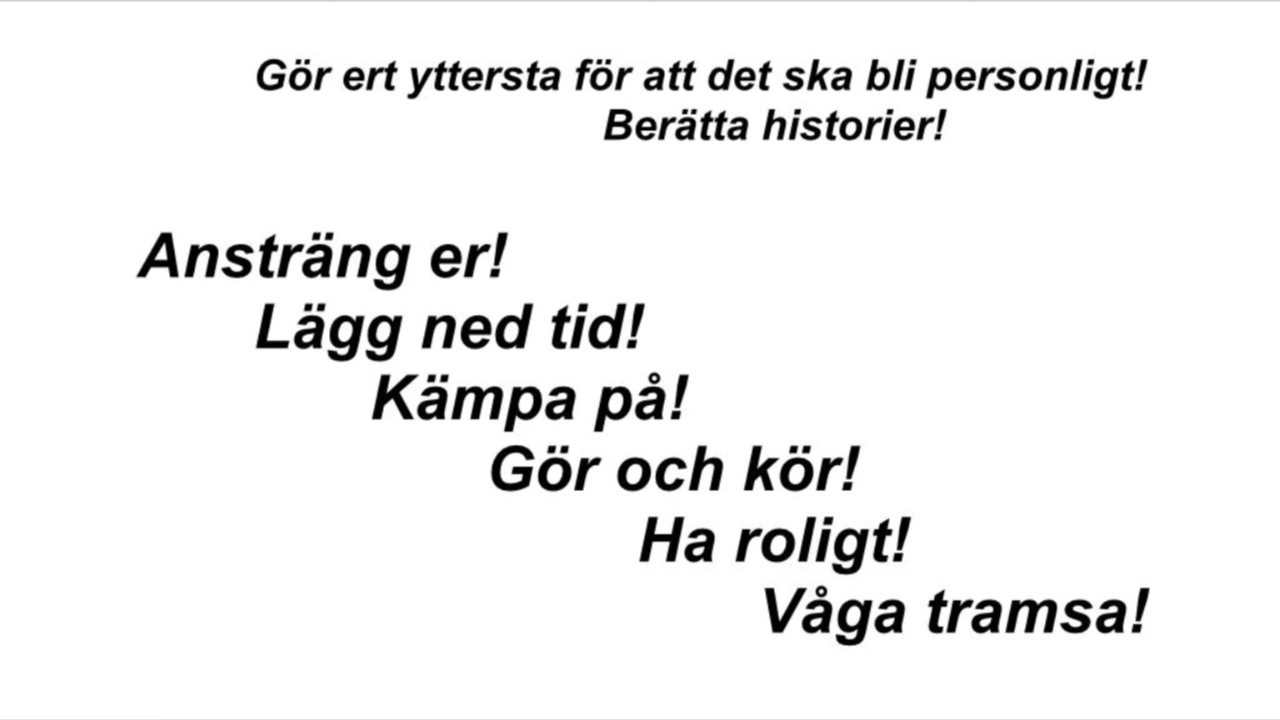 Gör ert yttersta för att det ska bli personligt!
Berätta historier!
Ansträng er!
Lägg ned tid!
Kämpa på!
Gör och kör!
Ha roligt!
Våga tramsa!